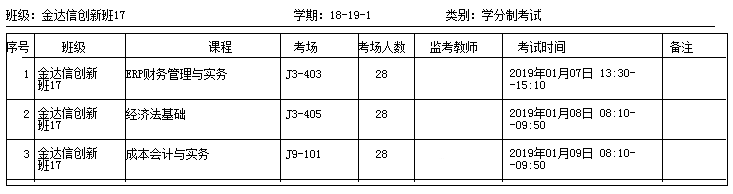 班级：金达信创新班17 学期：18-19-1 类别：学分制考试
序号 班级 课程 考场 考场人数 监考教师 考试时间 备注
1 金达信创新 ERP财务管理与实务 J3-403 28 2019年01月07日 13:30-
班17 -15:10
2 金达信创新 经济法基础 J3-405 28 2019年01月08日 08:10-
班17 -09:50
3 金达信创新 成本会计与实务 J9-101 28 2019年01月09日 08:10-
班17 -09:50